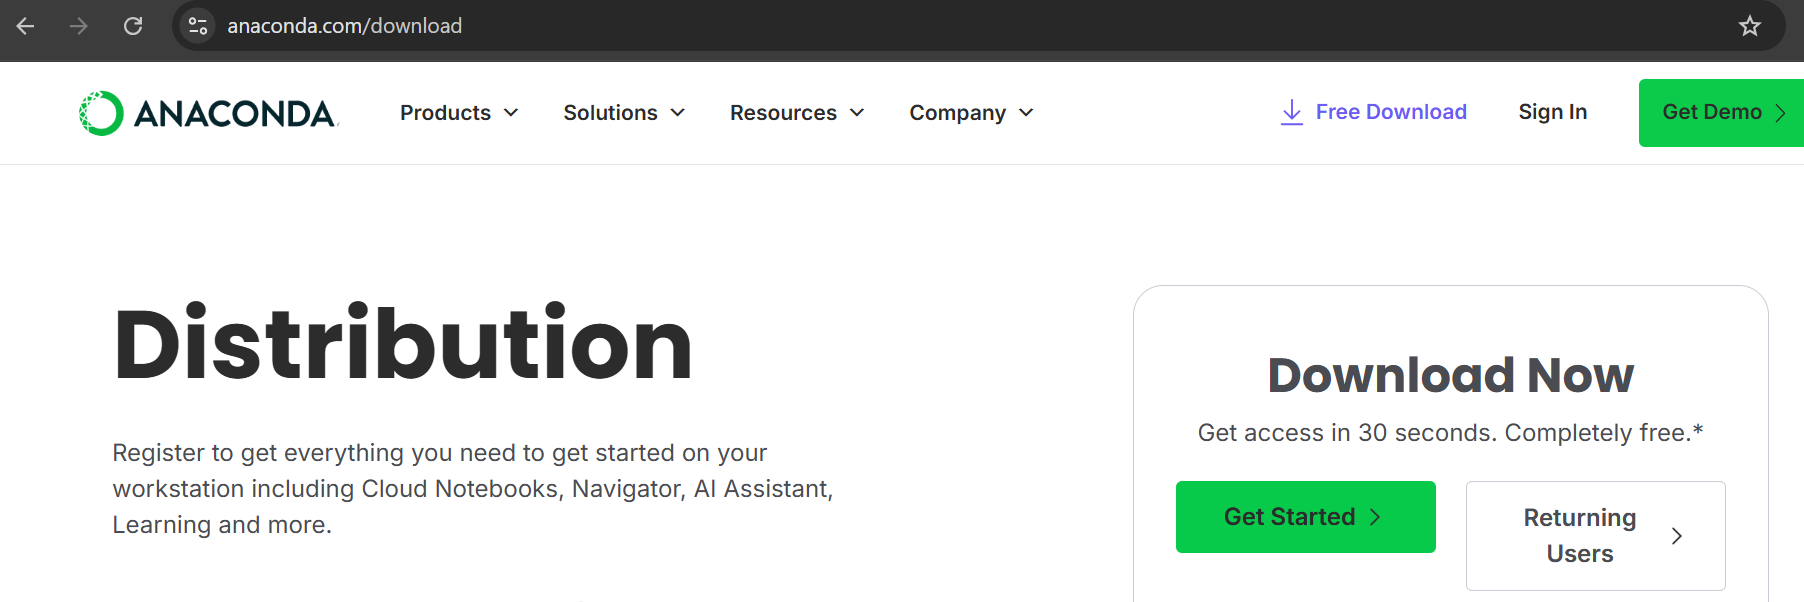 anaconda.com/download
ANACONDA
Products
Solutions
Resources
Company
Free Download
Sign In
Get Demo
Distribution
Register to get everything you need to get started on your
workstation including Cloud Notebooks, Navigator, AI Assistant,
Learning and more.
Download Now
Get access in 30 seconds. Completely free.*
Get Started
Returning
Users